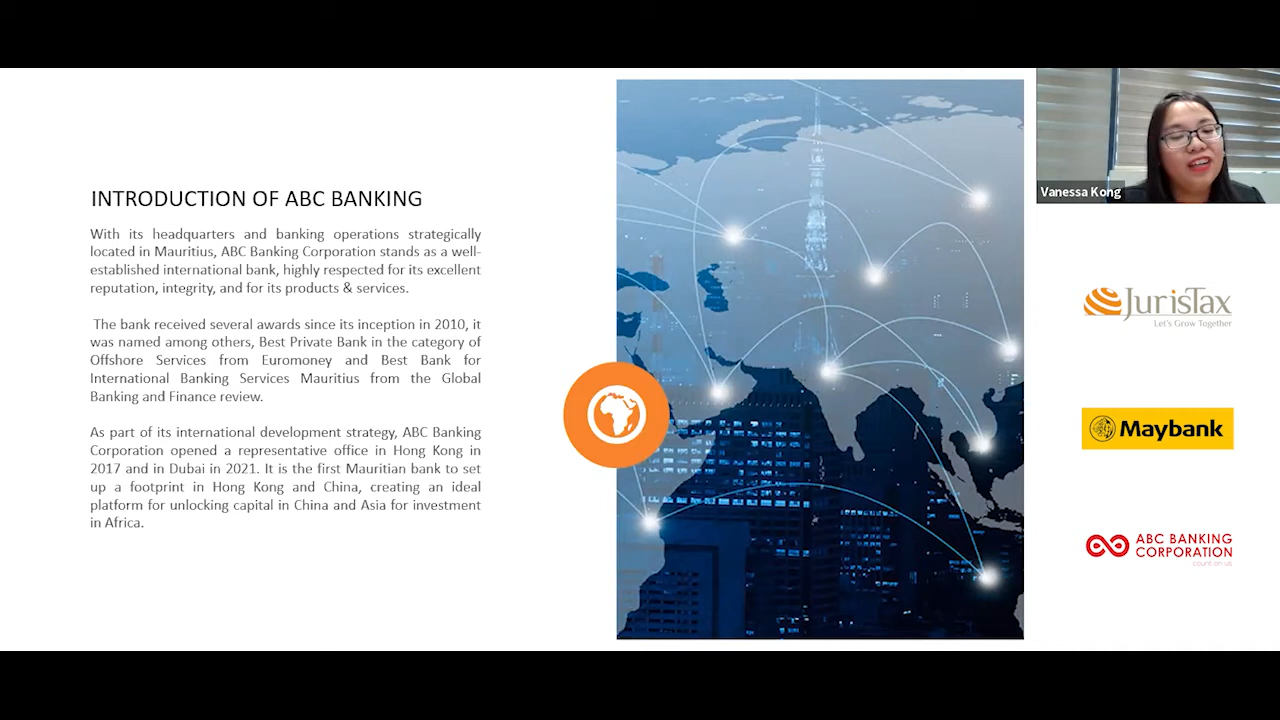 INTRODUCTION OF ABC BANKING
With its headquarters and banking operations strategically
located in Mauritius, ABC Banking Corporation stands as a well-
established international bank, highly respected for its excellent
reputation, integrity, and for its products & services.
The bank received several awards since its inception in 2010, it
was named among others, Best Private Bank in the category of
Offshore Services from Euromoney and Best Bank for
International Banking Services Mauritius from the Global
Banking and Finance review.
As part of its international development strategy, ABC Banking
Corporation opened a representative office in Hong Kong in
2017 and in Dubai in 2021. It is the first Mauritian bank to set
up a footprint in Hong Kong and China, creating an ideal
platform for unlocking capital in China and Asia for investment
in Africa.
Vanessa Kong
JurisTax
Let's Grow Together
Maybank
ABC BANKING
CORPORATION
count on us